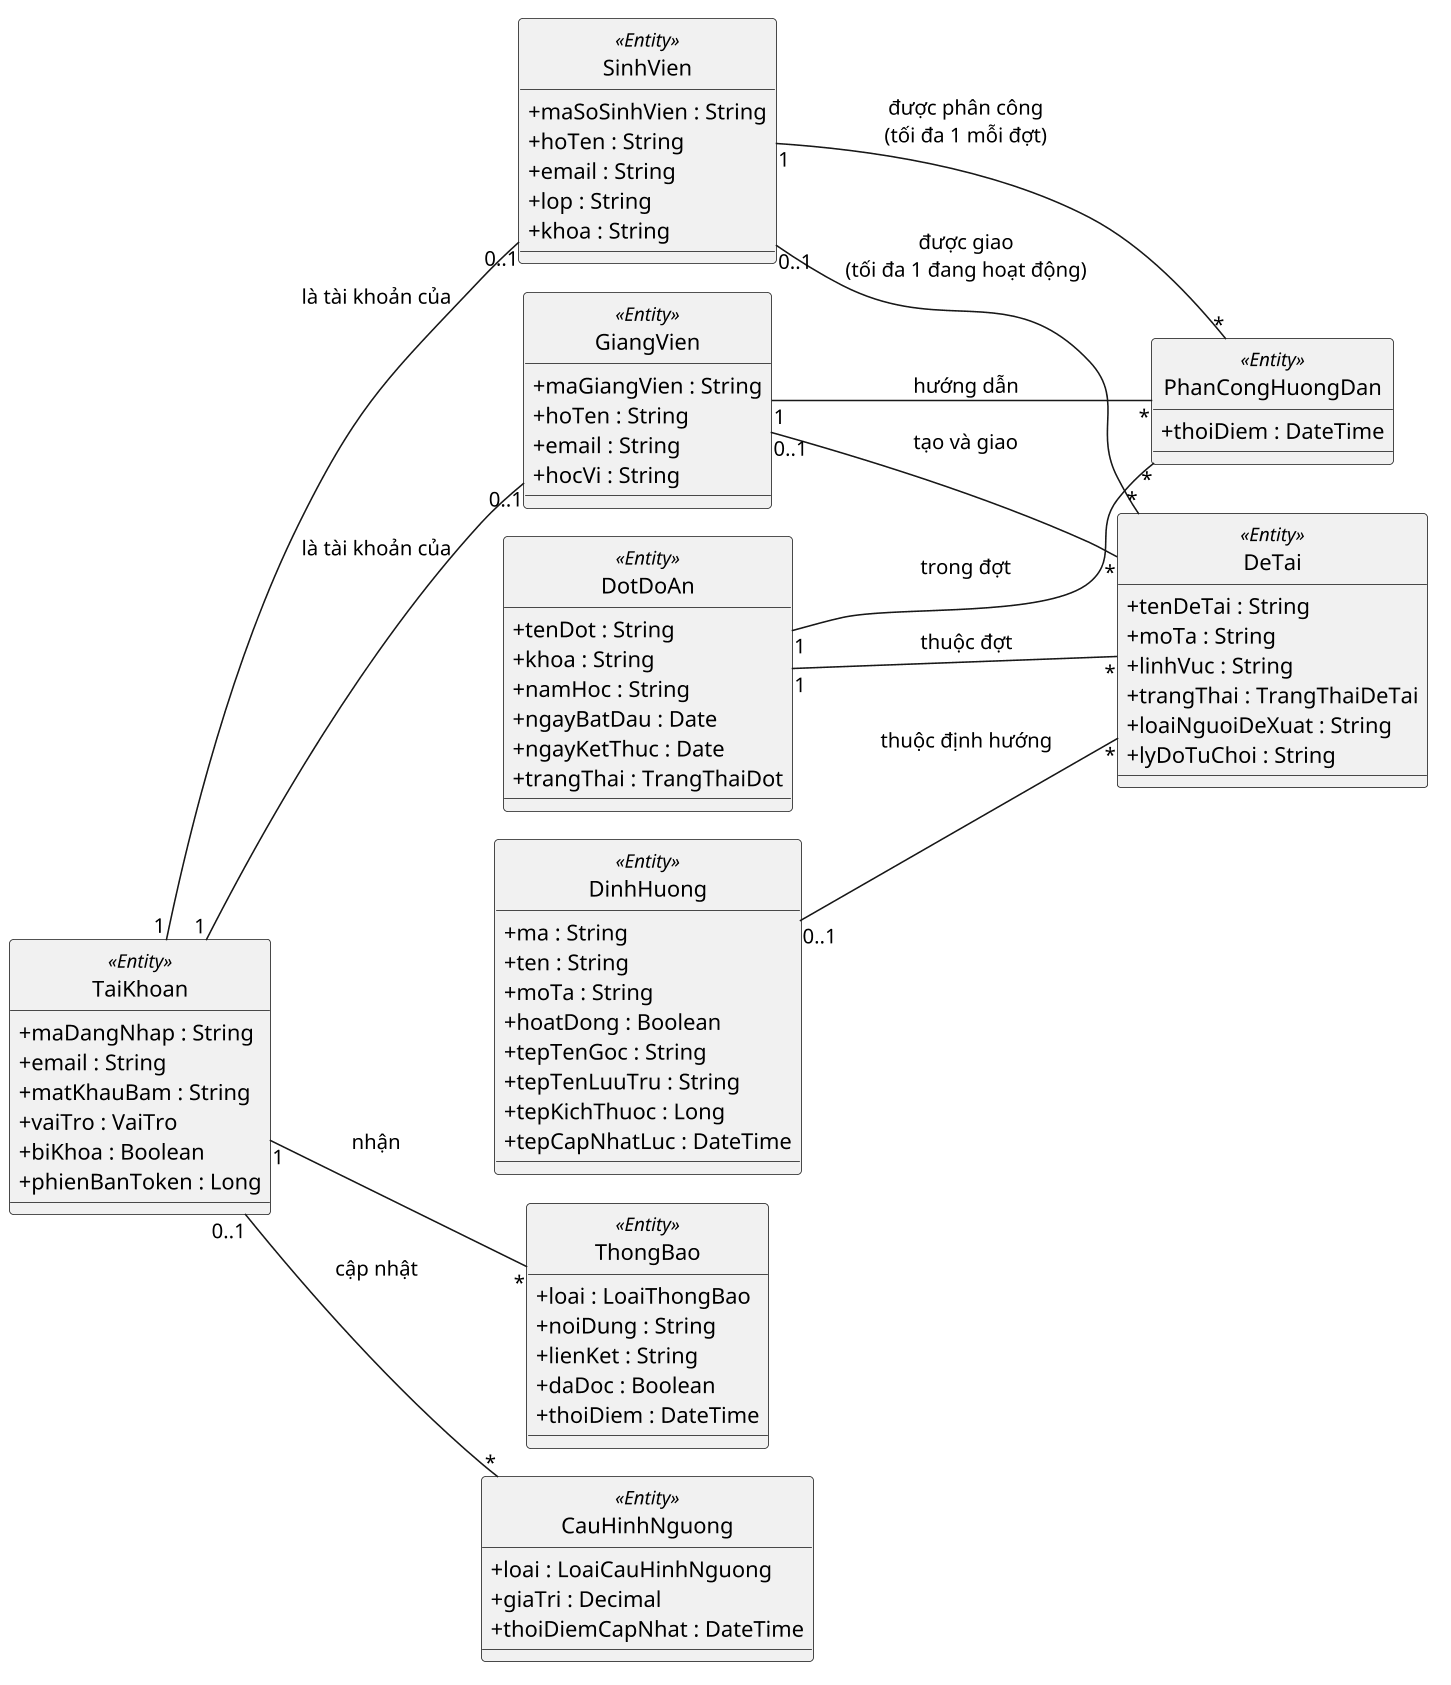 «Entity»
SinhVien
+maSoSinhVien : String
+hoTen : String
+email : String
+lop : String
+khoa : String
được phân công
(tối đa 1 mỗi đợt)
1
*
0..1
được giao
(tối đa 1 đang hoạt động)
0..1
*
là tài khoản của
«Entity»
GiangVien
+maGiangVien : String
+hoTen : String
+email : String
+hocVi : String
hướng dẫn
1
*
tạo và giao
0..1
*
0..1
là tài khoản của
«Entity»
PhanCongHuongDan
+thoiDiem : DateTime
*
«Entity»
DotDoAn
+tenDot : String
+khoa : String
+namHoc : String
+ngayBatDau : Date
+ngayKetThuc : Date
+trangThai : TrangThaiDot
trong đợt
1
thuộc đợt
1
*
«Entity»
DeTai
+tenDeTai : String
+moTa : String
+linhVuc : String
+trangThai : TrangThaiDeTai
+loaiNguoiDeXuat : String
+lyDoTuChoi : String
thuộc định hướng
*
0..1
«Entity»
DinhHuong
+ma : String
+ten : String
+moTa : String
+hoatDong : Boolean
+tepTenGoc : String
+tepTenLuuTru : String
+tepKichThuoc : Long
+tepCapNhatLuc : DateTime
1
1
«Entity»
TaiKhoan
+maDangNhap : String
+email : String
+matKhauBam : String
+vaiTro : VaiTro
+biKhoa : Boolean
+phienBanToken : Long
nhận
1
*
0..1
cập nhật
*
«Entity»
ThongBao
+loai : LoaiThongBao
+noiDung : String
+lienKet : String
+daDoc : Boolean
+thoiDiem : DateTime
«Entity»
CauHinhNguong
+loai : LoaiCauHinhNguong
+giaTri : Decimal
+thoiDiemCapNhat : DateTime